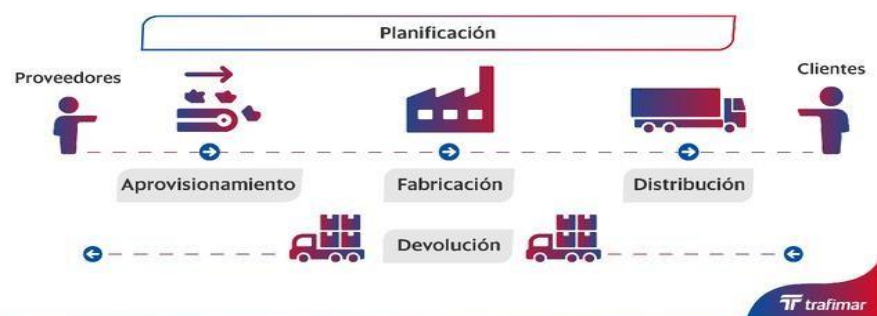 Planificación
Proveedores
Clientes
Aprovisionamiento
Fabricación
Distribución
Devolución
trafimar